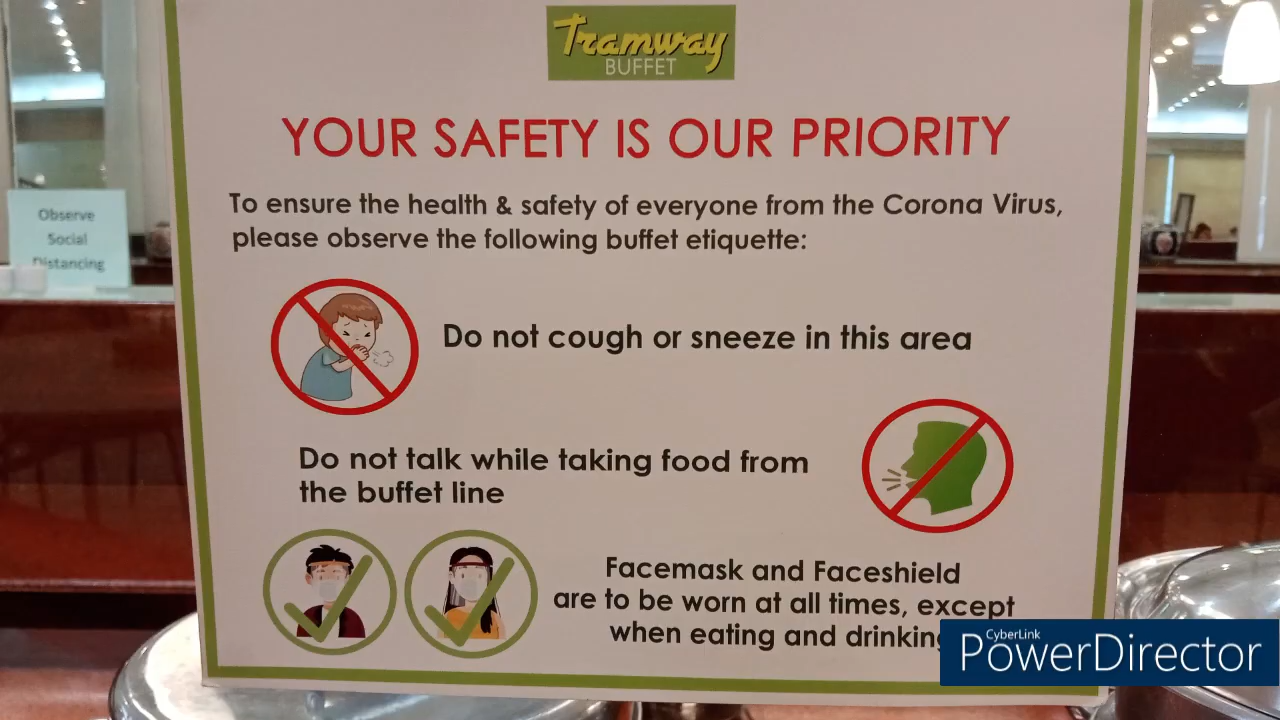 Tramway
BUFFET
YOUR SAFETY IS OUR PRIORITY
To ensure the health & safety of everyone from the Corona Virus,
please observe the following buffet etiquette:
Do not cough or sneeze in this area
Do not talk while taking food from
the buffet line
Facemask and Faceshield
are to be worn at all times, except
when eating and drinking
Observe
Social
Distancing
CyberLink
PowerDirector